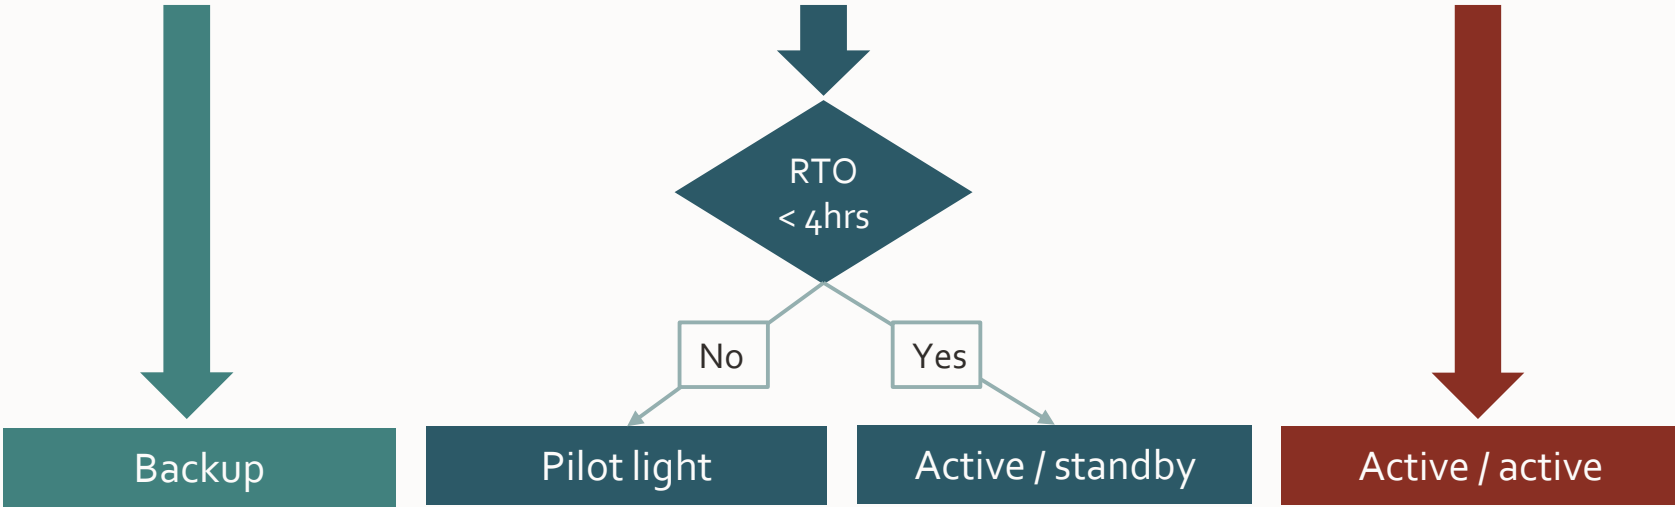 RTO
< 4hrs
No
Yes
Backup
Pilot light
Active / standby
Active / active